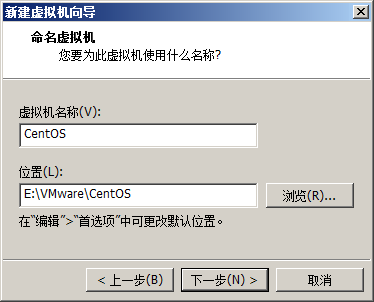 新建虚拟机向导
命名虚拟机
您要为此虚拟机使用什么名称?
虚拟机名称(V):
CentOS
位置(L):
E:\VMware\CentOS
浏览(R)...
在“编辑”>“首选项”中可更改默认位置。
< 上一步(B)
下一步(N) >
取消